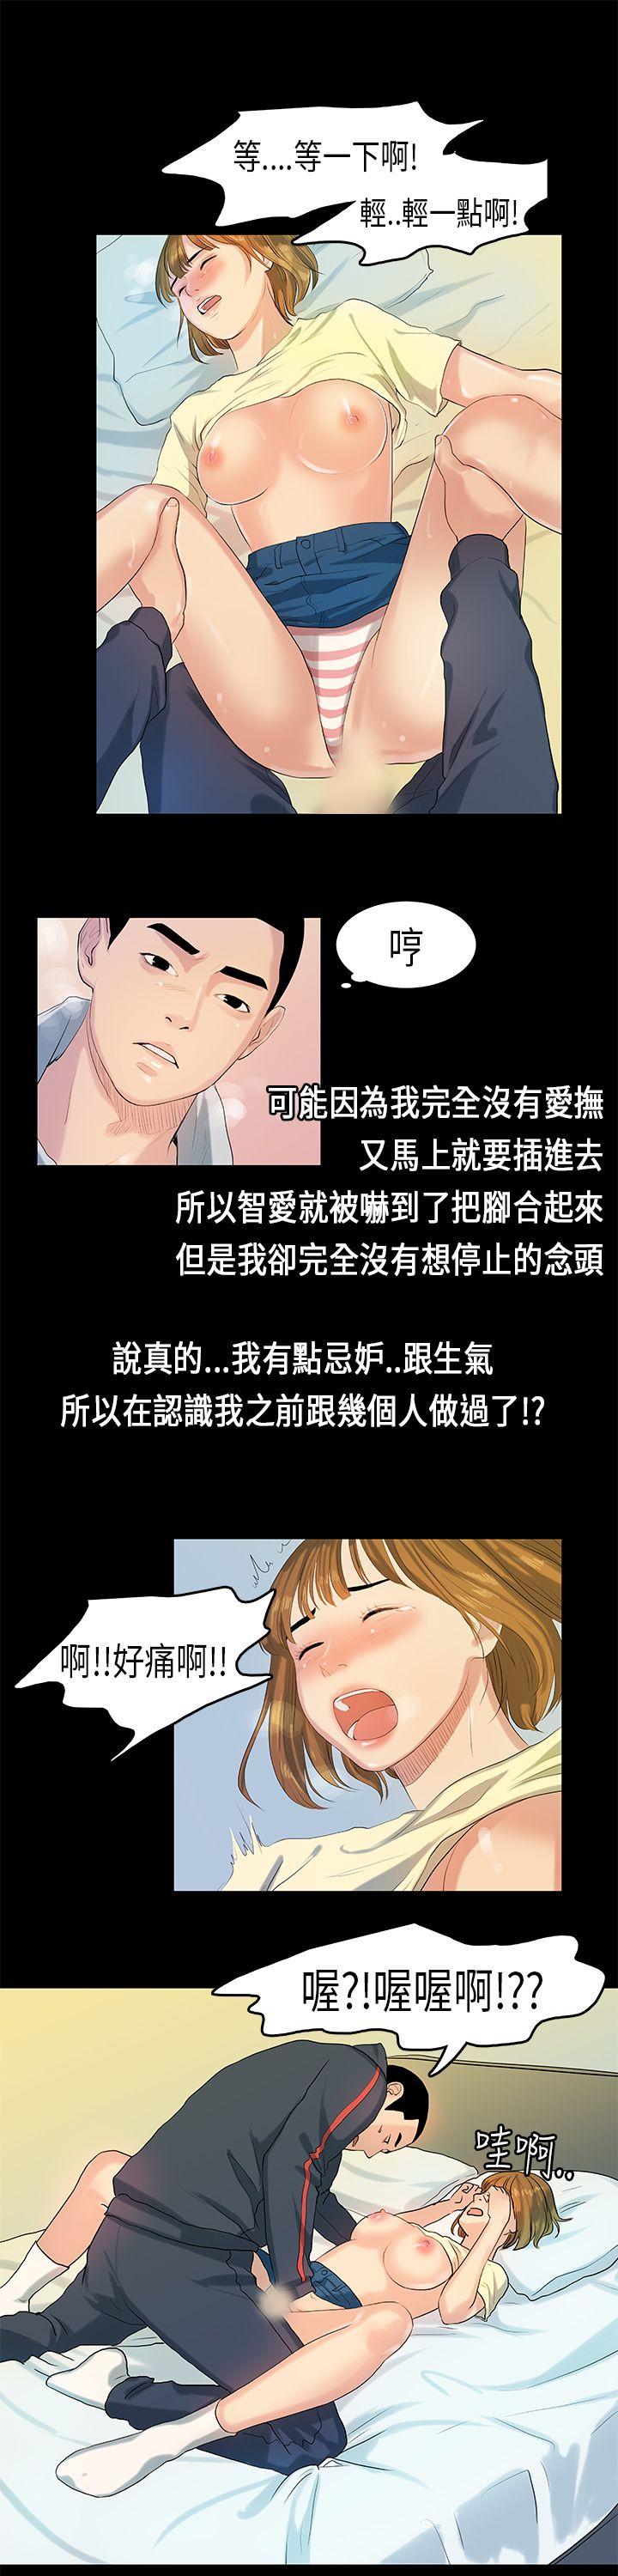 等....等一下啊!
輕..輕一點啊!
哼
可能因為我完全沒有愛撫
又馬上就要插進去
所以智愛就被嚇到了把腳合起來
但是我卻完全沒有想停止的念頭
說真的...我有點忌妒..跟生氣
所以在認識我之前跟幾個人做過了!?
啊!!好痛啊!!
喔?!喔喔啊!??
哇啊..